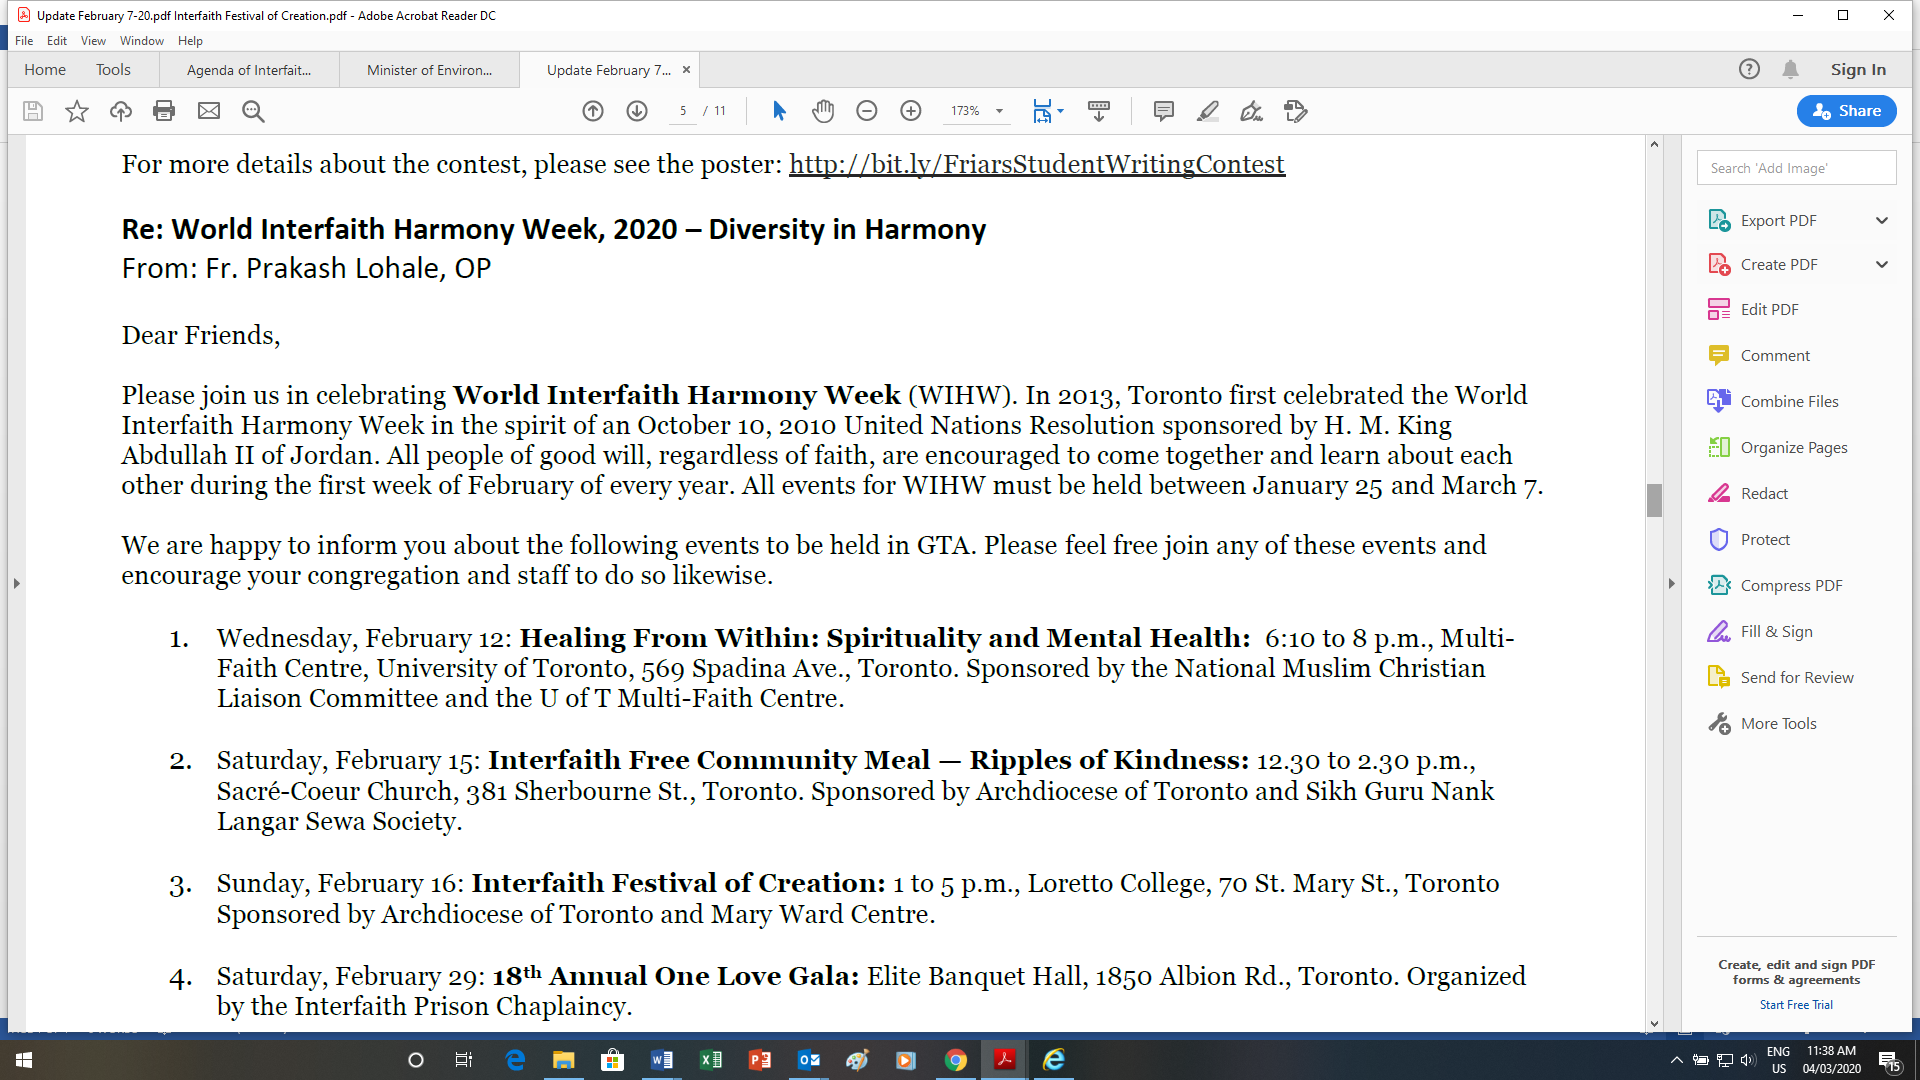 Update February 7-20.pdf Interfaith Festival of Creation.pdf - Adobe Acrobat Reader DC
File Edit View Window Help
Home Tools Agenda of Interfait... Minister of Environ... Update February 7... × Sign In
5 / 11 173% Share
For more details about the contest, please see the poster: http://bit.ly/FriarsStudentWritingContest
Re: World Interfaith Harmony Week, 2020 – Diversity in Harmony
From: Fr. Prakash Lohale, OP
Dear Friends,
Please join us in celebrating World Interfaith Harmony Week (WIHW). In 2013, Toronto first celebrated the World
Interfaith Harmony Week in the spirit of an October 10, 2010 United Nations Resolution sponsored by H. M. King
Abdullah II of Jordan. All people of good will, regardless of faith, are encouraged to come together and learn about each
other during the first week of February of every year. All events for WIHW must be held between January 25 and March 7.
We are happy to inform you about the following events to be held in GTA. Please feel free join any of these events and
encourage your congregation and staff to do so likewise.
1. Wednesday, February 12: Healing From Within: Spirituality and Mental Health: 6:10 to 8 p.m., Multi-
Faith Centre, University of Toronto, 569 Spadina Ave., Toronto. Sponsored by the National Muslim Christian
Liaison Committee and the U of T Multi-Faith Centre.
2. Saturday, February 15: Interfaith Free Community Meal — Ripples of Kindness: 12.30 to 2.30 p.m.,
Sacré-Coeur Church, 381 Sherbourne St., Toronto. Sponsored by Archdiocese of Toronto and Sikh Guru Nank
Langar Sewa Society.
3. Sunday, February 16: Interfaith Festival of Creation: 1 to 5 p.m., Loretto College, 70 St. Mary St., Toronto
Sponsored by Archdiocese of Toronto and Mary Ward Centre.
4. Saturday, February 29: 18th Annual One Love Gala: Elite Banquet Hall, 1850 Albion Rd., Toronto. Organized
by the Interfaith Prison Chaplaincy.
Search 'Add Image'
Export PDF
Create PDF
Edit PDF
Comment
Combine Files
Organize Pages
Redact
Protect
Compress PDF
Fill & Sign
Send for Review
More Tools
Create, edit and sign PDF
forms & agreements
Start Free Trial
ENG
US
11:38 AM
04/03/2020
15